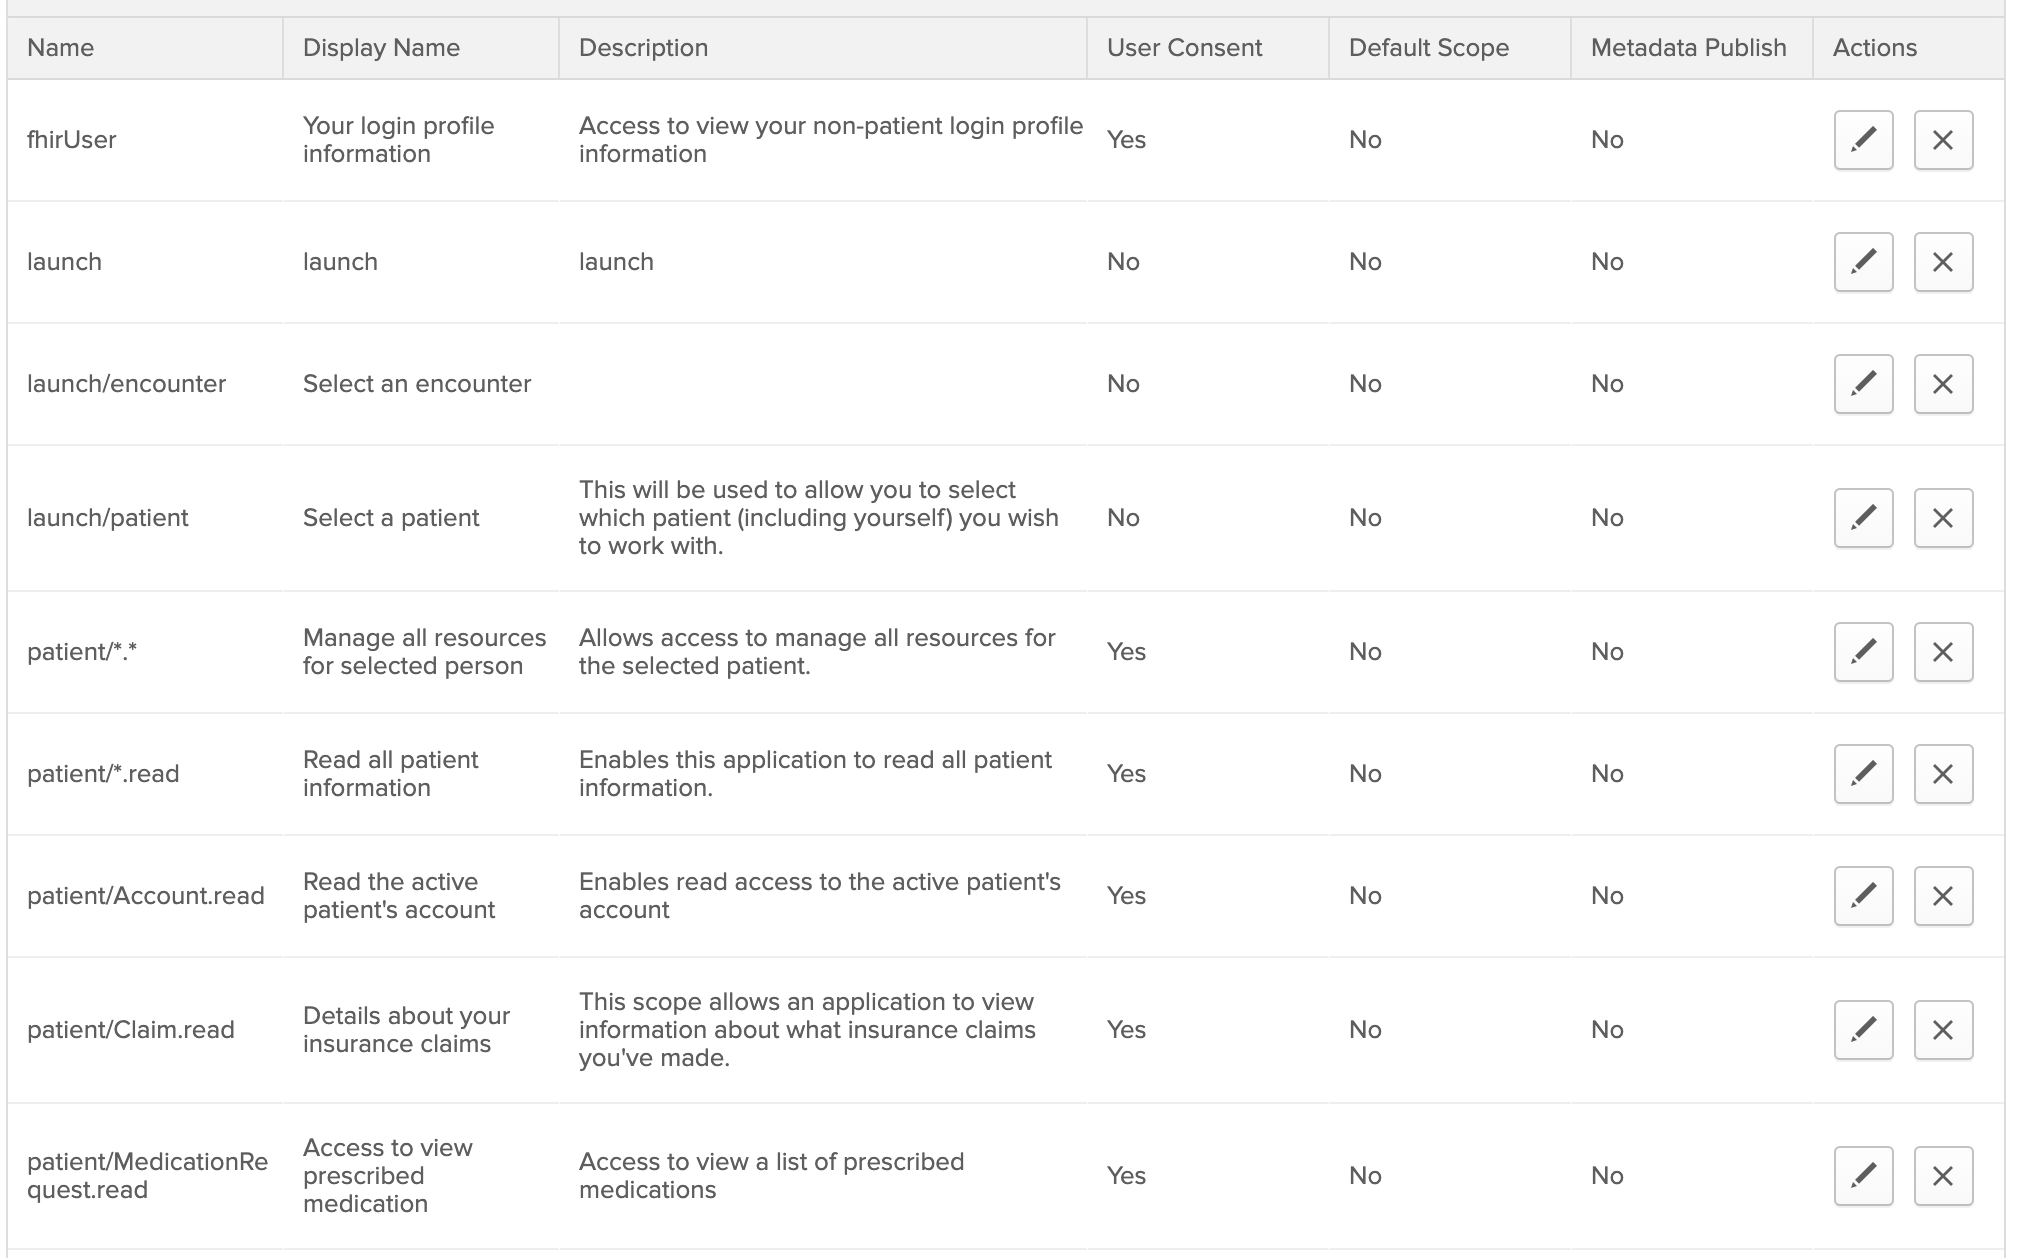 Name Display Name Description User Consent Default Scope Metadata Publish Actions
fhirUser
Your login profile
information
Access to view your non-patient login profile
information
Yes
No
No
launch
launch
launch
No
No
No
launch/encounter
Select an encounter
No
No
No
launch/patient
Select a patient
This will be used to allow you to select
which patient (including yourself) you wish
to work with.
No
No
No
patient/*.*
Manage all resources
for selected person
Allows access to manage all resources for
the selected patient.
Yes
No
No
patient/*.read
Read all patient
information
Enables this application to read all patient
information.
Yes
No
No
patient/Account.read
Read the active
patient's account
Enables read access to the active patient's
account
Yes
No
No
patient/Claim.read
Details about your
insurance claims
This scope allows an application to view
information about what insurance claims
you've made.
Yes
No
No
patient/MedicationRe
quest.read
Access to view
prescribed
medication
Access to view a list of prescribed
medications
Yes
No
No